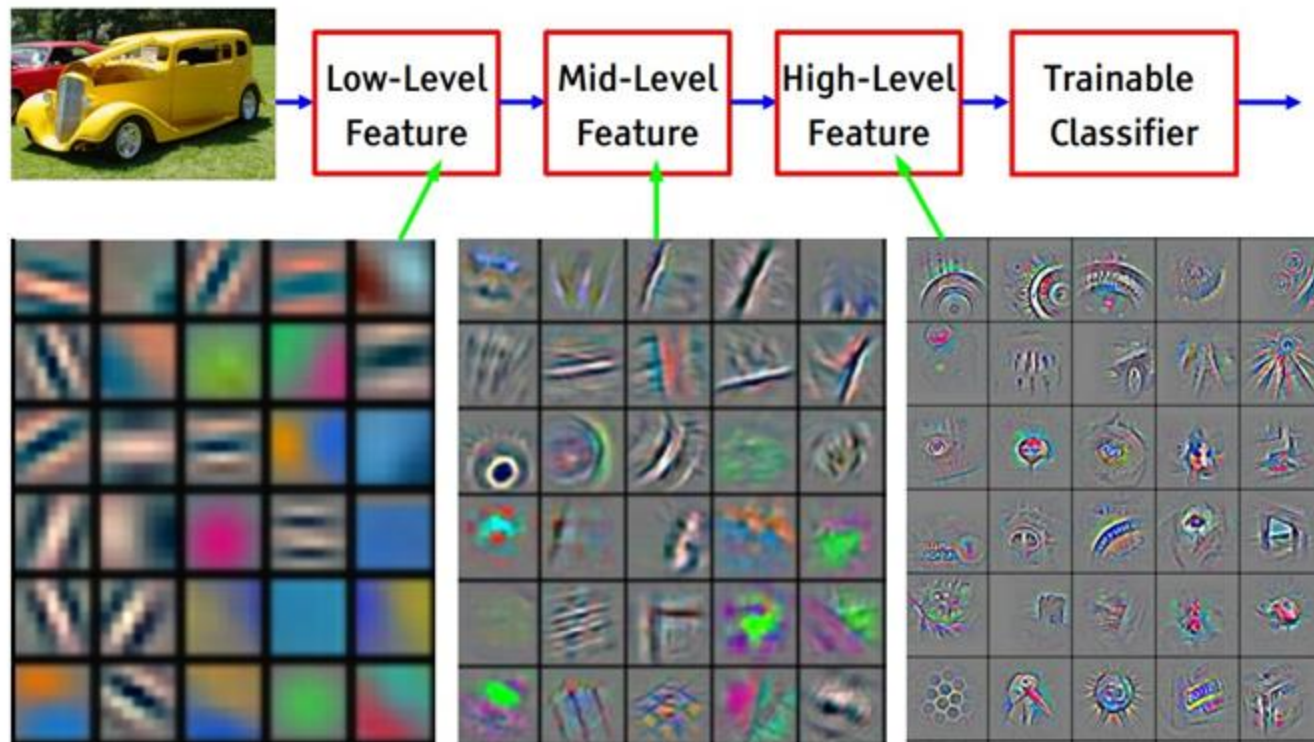 Low-Level
Feature
Mid-Level
Feature
High-Level
Feature
Trainable
Classifier